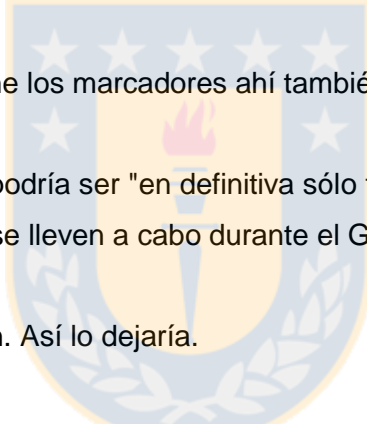 ne los marcadores ahí tambié
podría ser "en definitiva sólo
se lleven a cabo durante el G
n. Así lo dejaría.